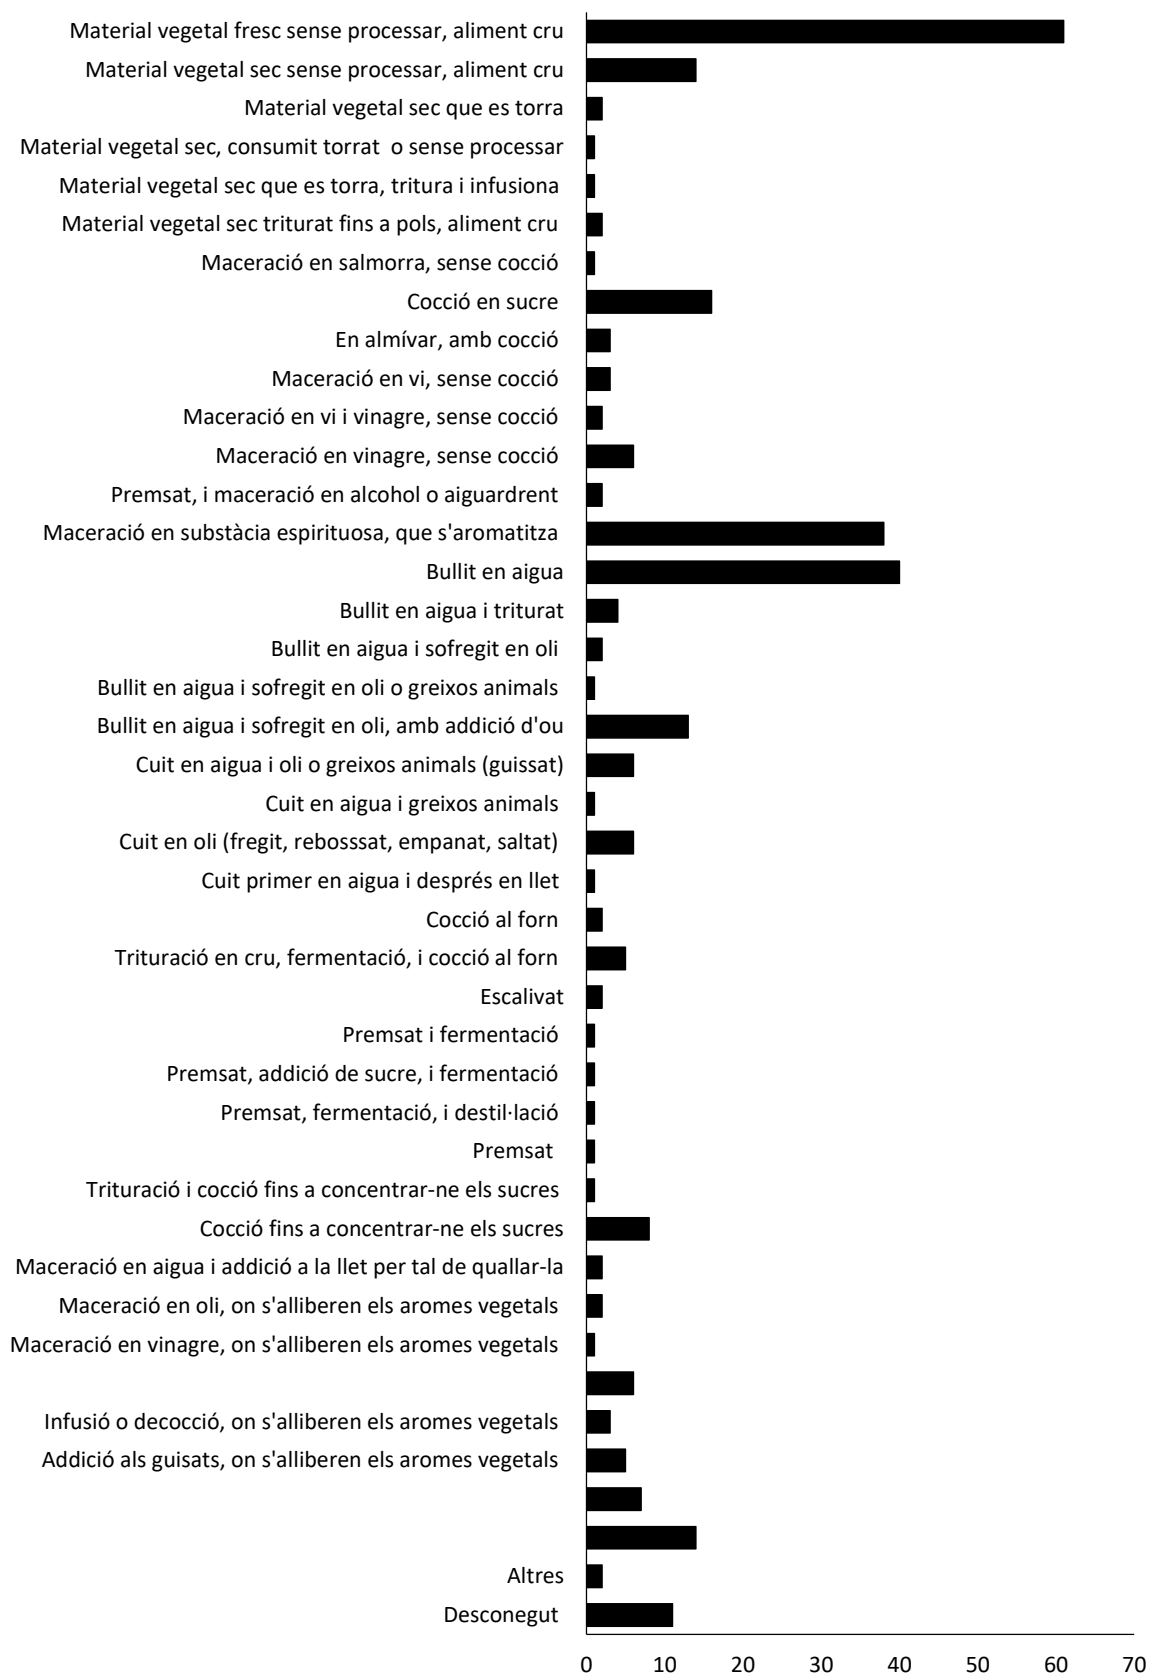 Material vegetal fresc sense processar, aliment cru
Material vegetal sec sense processar, aliment cru
Material vegetal sec que es torra
Material vegetal sec, consumit torrat o sense processar
Material vegetal sec que es torra, tritura i infusiona
Material vegetal sec triturat fins a pols, aliment cru
Maceració en salmorra, sense cocció
Cocció en sucre
En almívar, amb cocció
Maceració en vi, sense cocció
Maceració en vi i vinagre, sense cocció
Maceració en vinagre, sense cocció
Premsat, i maceració en alcohol o aiguardrent
Maceració en substàcia espirituosa, que s'aromatitza
Bullit en aigua
Bullit en aigua i triturat
Bullit en aigua i sofregit en oli
Bullit en aigua i sofregit en oli o greixos animals
Bullit en aigua i sofregit en oli, amb addició d'ou
Cuit en aigua i oli o greixos animals (guissat)
Cuit en aigua i greixos animals
Cuit en oli (fregit, rebosssat, empanat, saltat)
Cuit primer en aigua i després en llet
Cocció al forn
Trituració en cru, fermentació, i cocció al forn
Escalivat
Premsat i fermentació
Premsat, addició de sucre, i fermentació
Premsat, fermentació, i destil·lació
Premsat
Trituració i cocció fins a concentrar-ne els sucres
Cocció fins a concentrar-ne els sucres
Maceració en aigua i addició a la llet per tal de quallar-la
Maceració en oli, on s'alliberen els aromes vegetals
Maceració en vinagre, on s'alliberen els aromes vegetals
Infusió o decocció, on s'alliberen els aromes vegetals
Addició als guisats, on s'alliberen els aromes vegetals
Altres
Desconegut
0 10 20 30 40 50 60 70